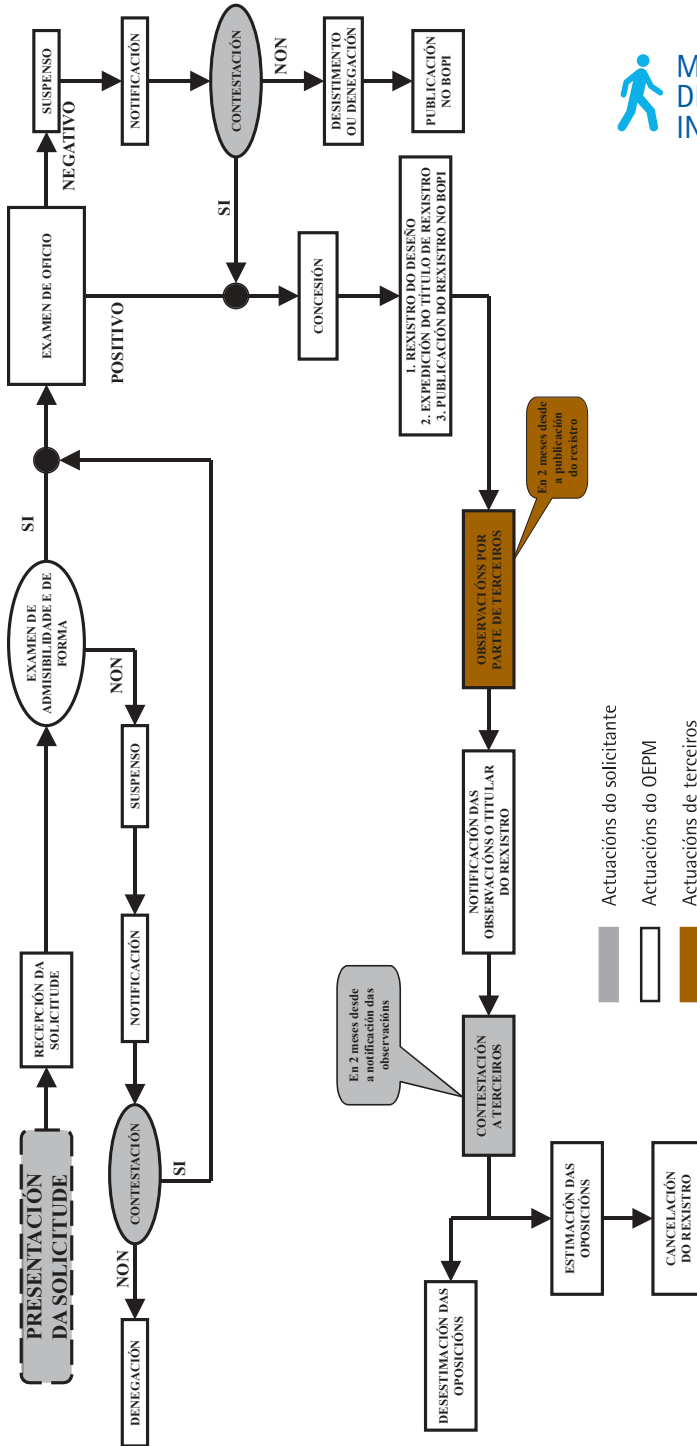 PRESENTACIÓN
DA SOLICITUDE
RECEPCIÓN DA
SOLICITUDE
EXAMEN DE
ADMISIBILIDADE E DE
FORMA
SI
NON
EXAMEN DE OFICIO
NEGATIVO
POSITIVO
SUSPENSO
NOTIFICACIÓN
CONTESTACIÓN
SI
NON
DESISTIMENTO
OU DENEGACIÓN
PUBLICACIÓN
NO BOPI
SUSPENSO
NOTIFICACIÓN
CONTESTACIÓN
SI
NON
DENEGACIÓN
CONCESIÓN
1. REXISTRO DO DESEÑO
2. EXPEDICIÓN DO TÍTULO DE REXISTRO
3. PUBLICACIÓN DO REXISTRO NO BOPI
En 2 meses desde
a publicación
do rexistro
OBSERVACIÓNS POR
PARTE DE TERCEIROS
NOTIFICACIÓN DAS
OBSERVACIÓNS O TITULAR
DO REXISTRO
En 2 meses desde
a notificación das
observacións
CONTESTACIÓN
A TERCEIROS
DESESTIMACIÓN DAS
OPOSICIÓNS
ESTIMACIÓN DAS
OPOSICIÓNS
CANCELACIÓN
DO REXISTRO
Actuacións do solicitante
Actuacións do OEPM
Actuacións de terceiros
M
D
IN